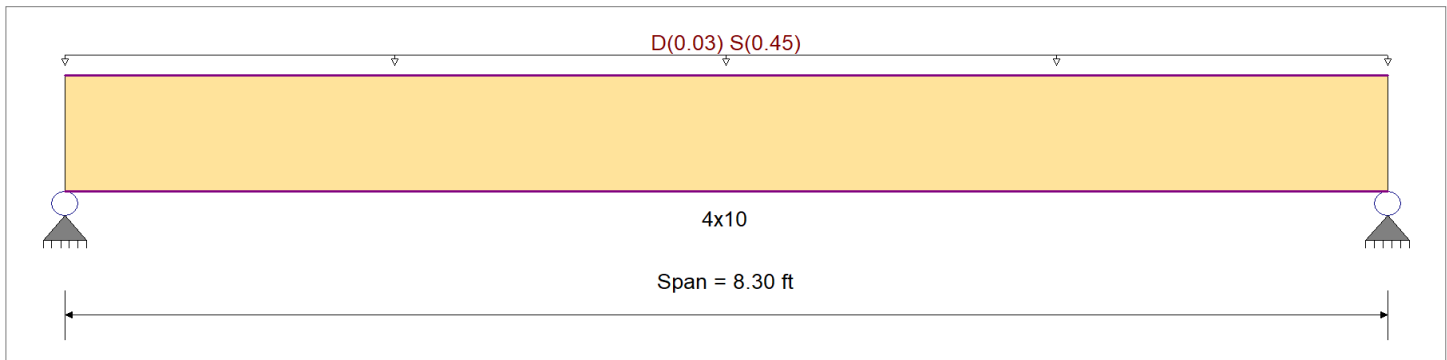 D(0.03) S(0.45)
4x10
Span = 8.30 ft